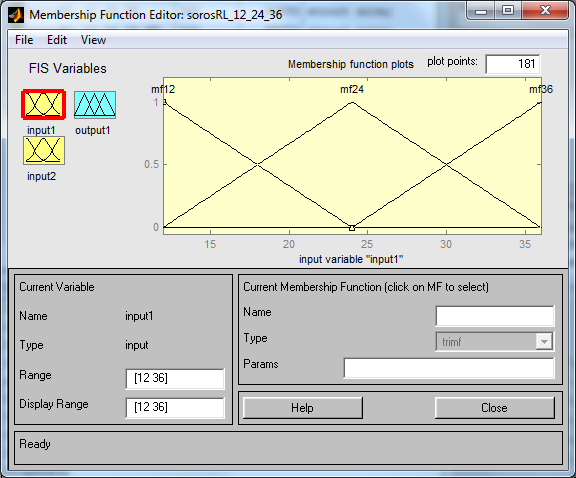 Membership Function Editor: sorosRL_12_24_36
File Edit View
FIS Variables
input1
output1
input2
Membership function plots
plot points:
181
mf12
mf24
mf36
1
0.5
0
15
20
25
30
35
input variable "input1"
Current Variable
Name
input1
Type
input
Range
[12 36]
Display Range
[12 36]
Current Membership Function (click on MF to select)
Name
Type
trimf
Params
Help
Close
Ready